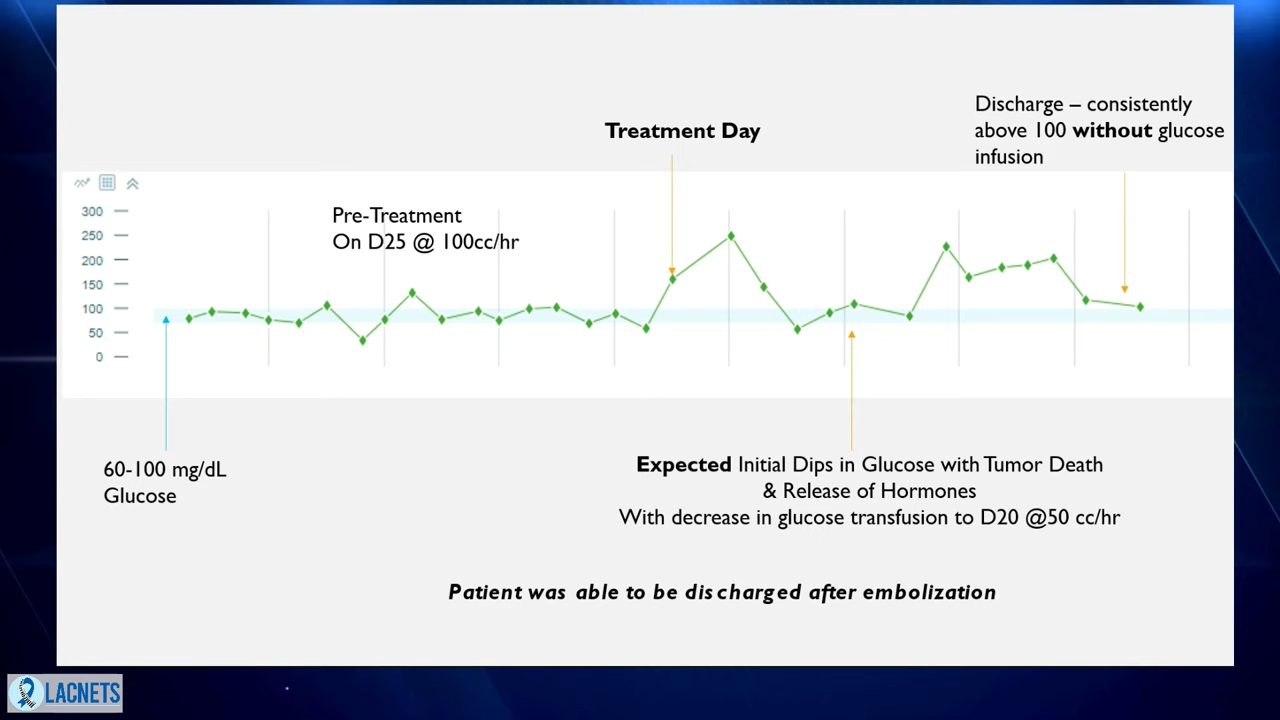 Treatment Day
Discharge – consistently
above 100 without glucose
infusion
Pre-Treatment
On D25 @ 100cc/hr
300
250
200
150
100
50
0
60-100 mg/dL
Glucose
Expected Initial Dips in Glucose with Tumor Death
& Release of Hormones
With decrease in glucose transfusion to D20 @50 cc/hr
Patient was able to be discharged after embolization
LACNETS